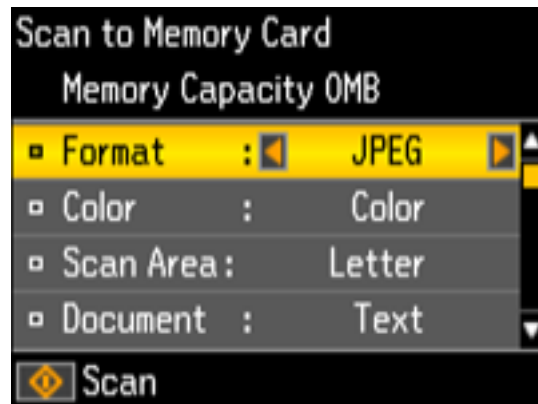 Scan to Memory Card
Memory Capacity 0MB
Format : JPEG
Color : Color
Scan Area : Letter
Document : Text
Scan